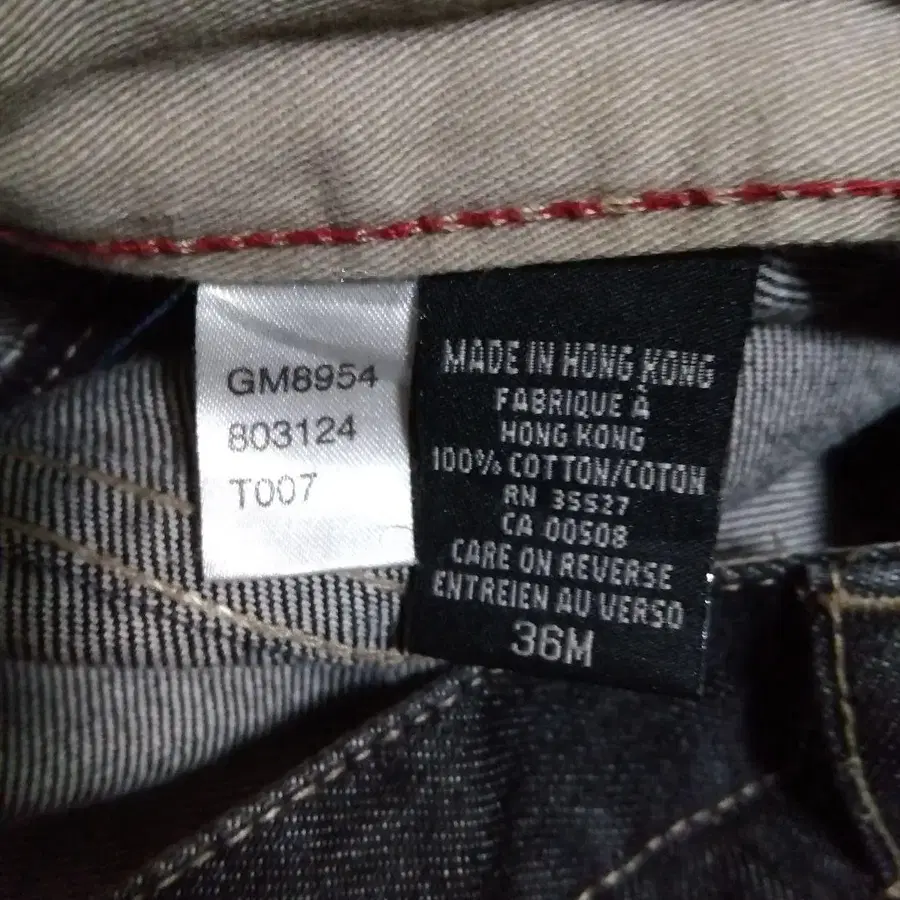 GM8954
803124
T007
MADE IN HONG KONG
FABRIQUE À
HONG KONG
100% COTTON/COTON
RN 35527
CA 00508
CARE ON REVERSE
ENTREIEN AU VERSO
36M